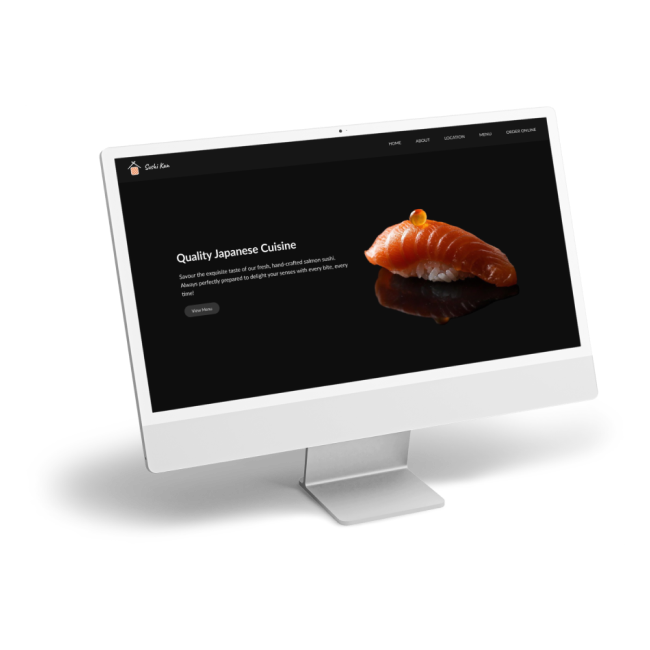 Sushi Kan
HOME ABOUT LOCATION MENU ORDER ONLINE
Quality Japanese Cuisine
Savour the exquisite taste of our fresh, hand-crafted salmon sushi.
Always perfectly prepared to delight your senses with every bite, every
time!
View Menu